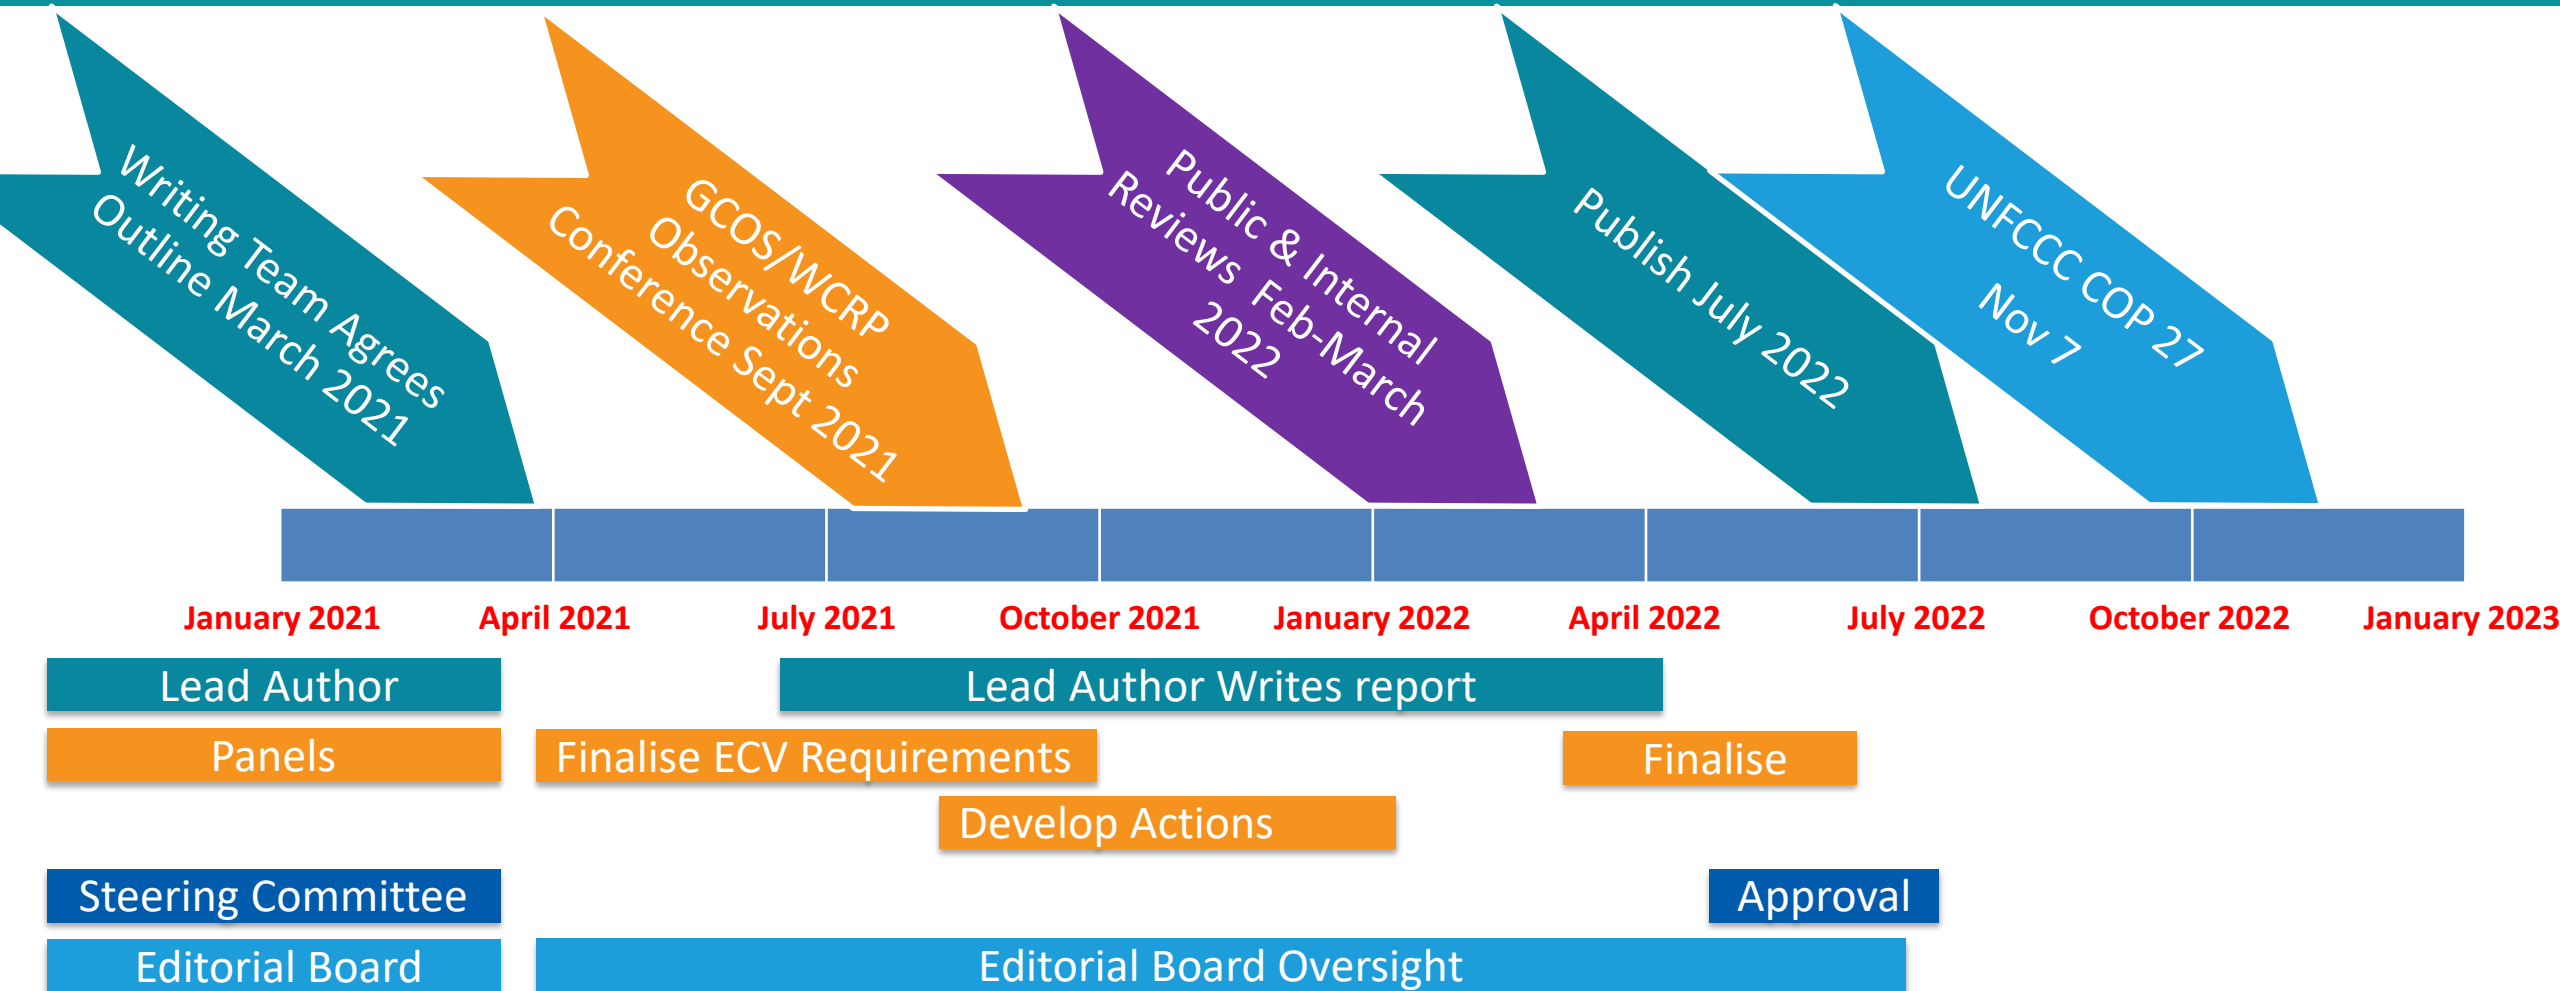 Writing Team Agrees
Outline March 2021
GCOS/WCRP
Observations
Conference Sept 2021
Public & Internal
Reviews  Feb-March
2022
Publish July 2022
UNFCCC COP 27
Nov 7
January 2021
April 2021
July 2021
October 2021
January 2022
April 2022
July 2022
October 2022
January 2023
Lead Author
Lead Author Writes report
Panels
Finalise ECV Requirements
Finalise
Develop Actions
Steering Committee
Approval
Editorial Board
Editorial Board Oversight